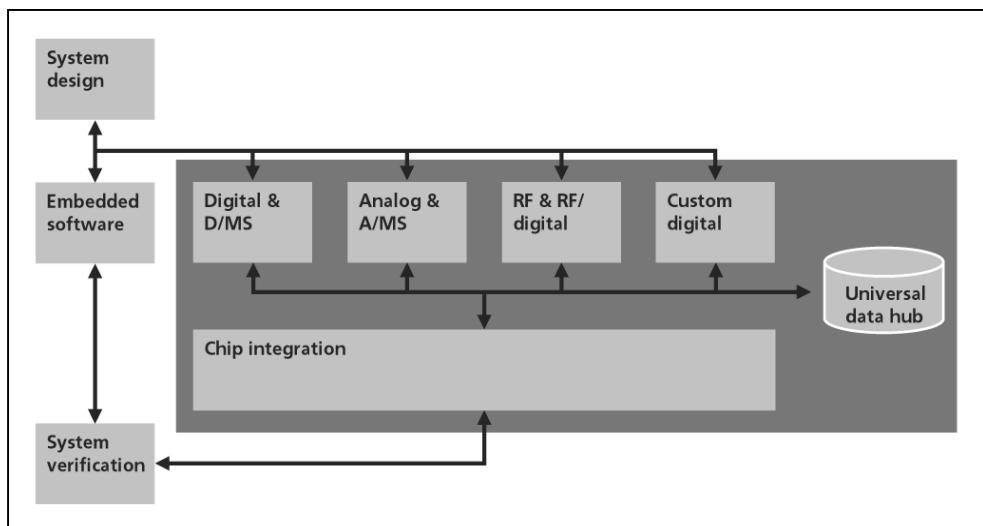 System
design
Embedded
software
Digital &
D/MS
Analog &
A/MS
RF & RF/
digital
Custom
digital
Universal
data hub
Chip integration
System
verification